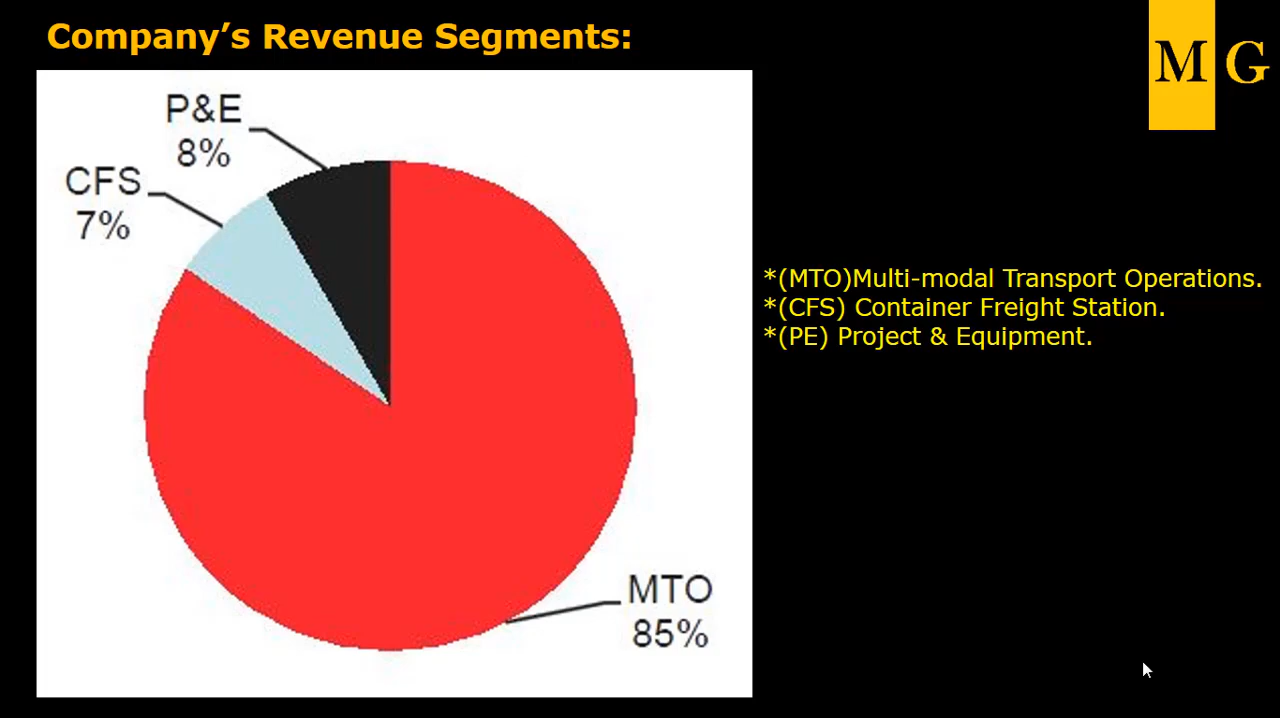 Company’s Revenue Segments:
M G
P&E
8%
CFS
7%
*(MTO)Multi-modal Transport Operations.
*(CFS) Container Freight Station.
*(PE) Project & Equipment.
MTO
85%